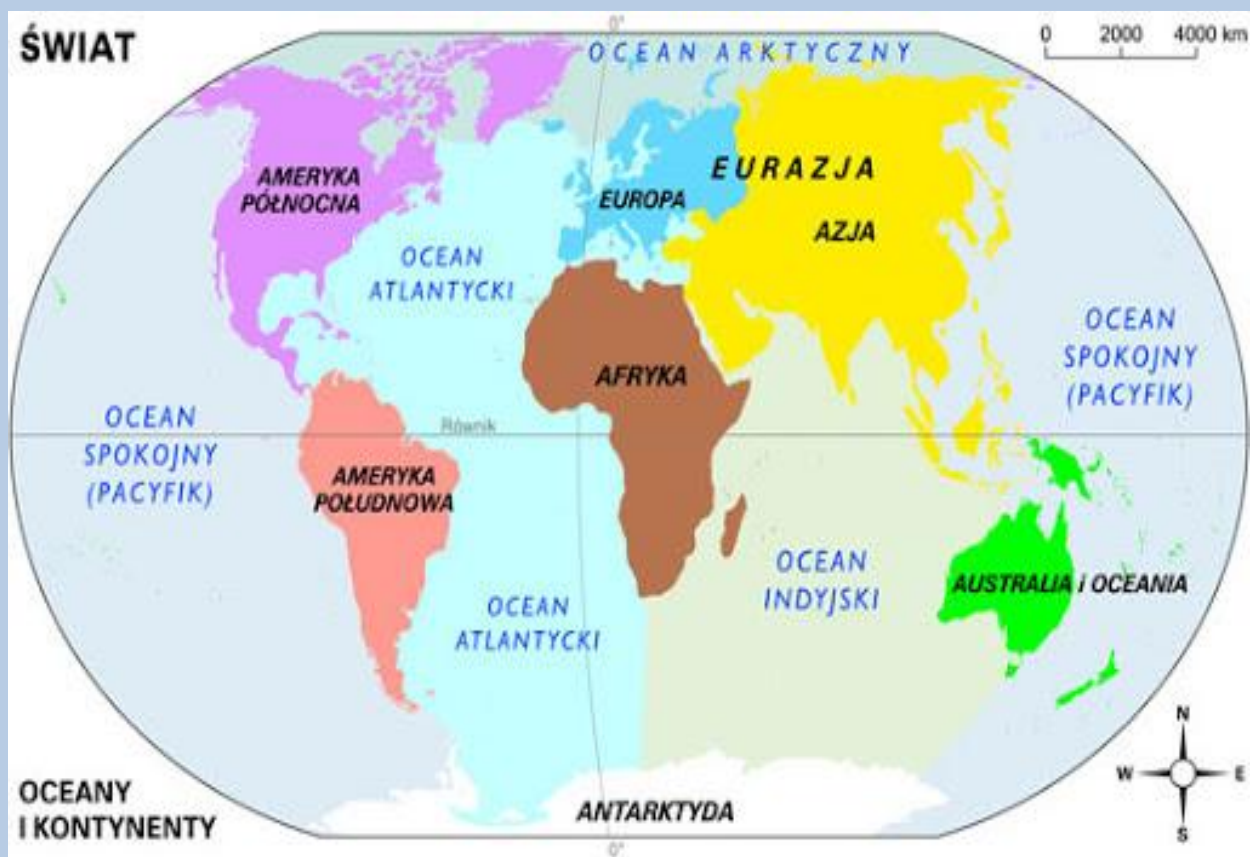 ŚWIAT
0°
0 2000 4000 km
OCEAN ARKTYCZNY
AMERYKA
PÓŁNOCNA
EUROPA
EURAZJA
AZJA
OCEAN
ATLANTYCKI
OCEAN
SPOKOJNY
(PACYFIK)
AFRYKA
OCEAN
SPOKOJNY
(PACYFIK)
Równik
AMERYKA
POŁUDNOWA
OCEAN
INDYJSKI
AUSTRALIA i OCEANIA
OCEAN
ATLANTYCKI
N
W E
S
OCEANY
I KONTYNENTY
ANTARKTYDA
0°